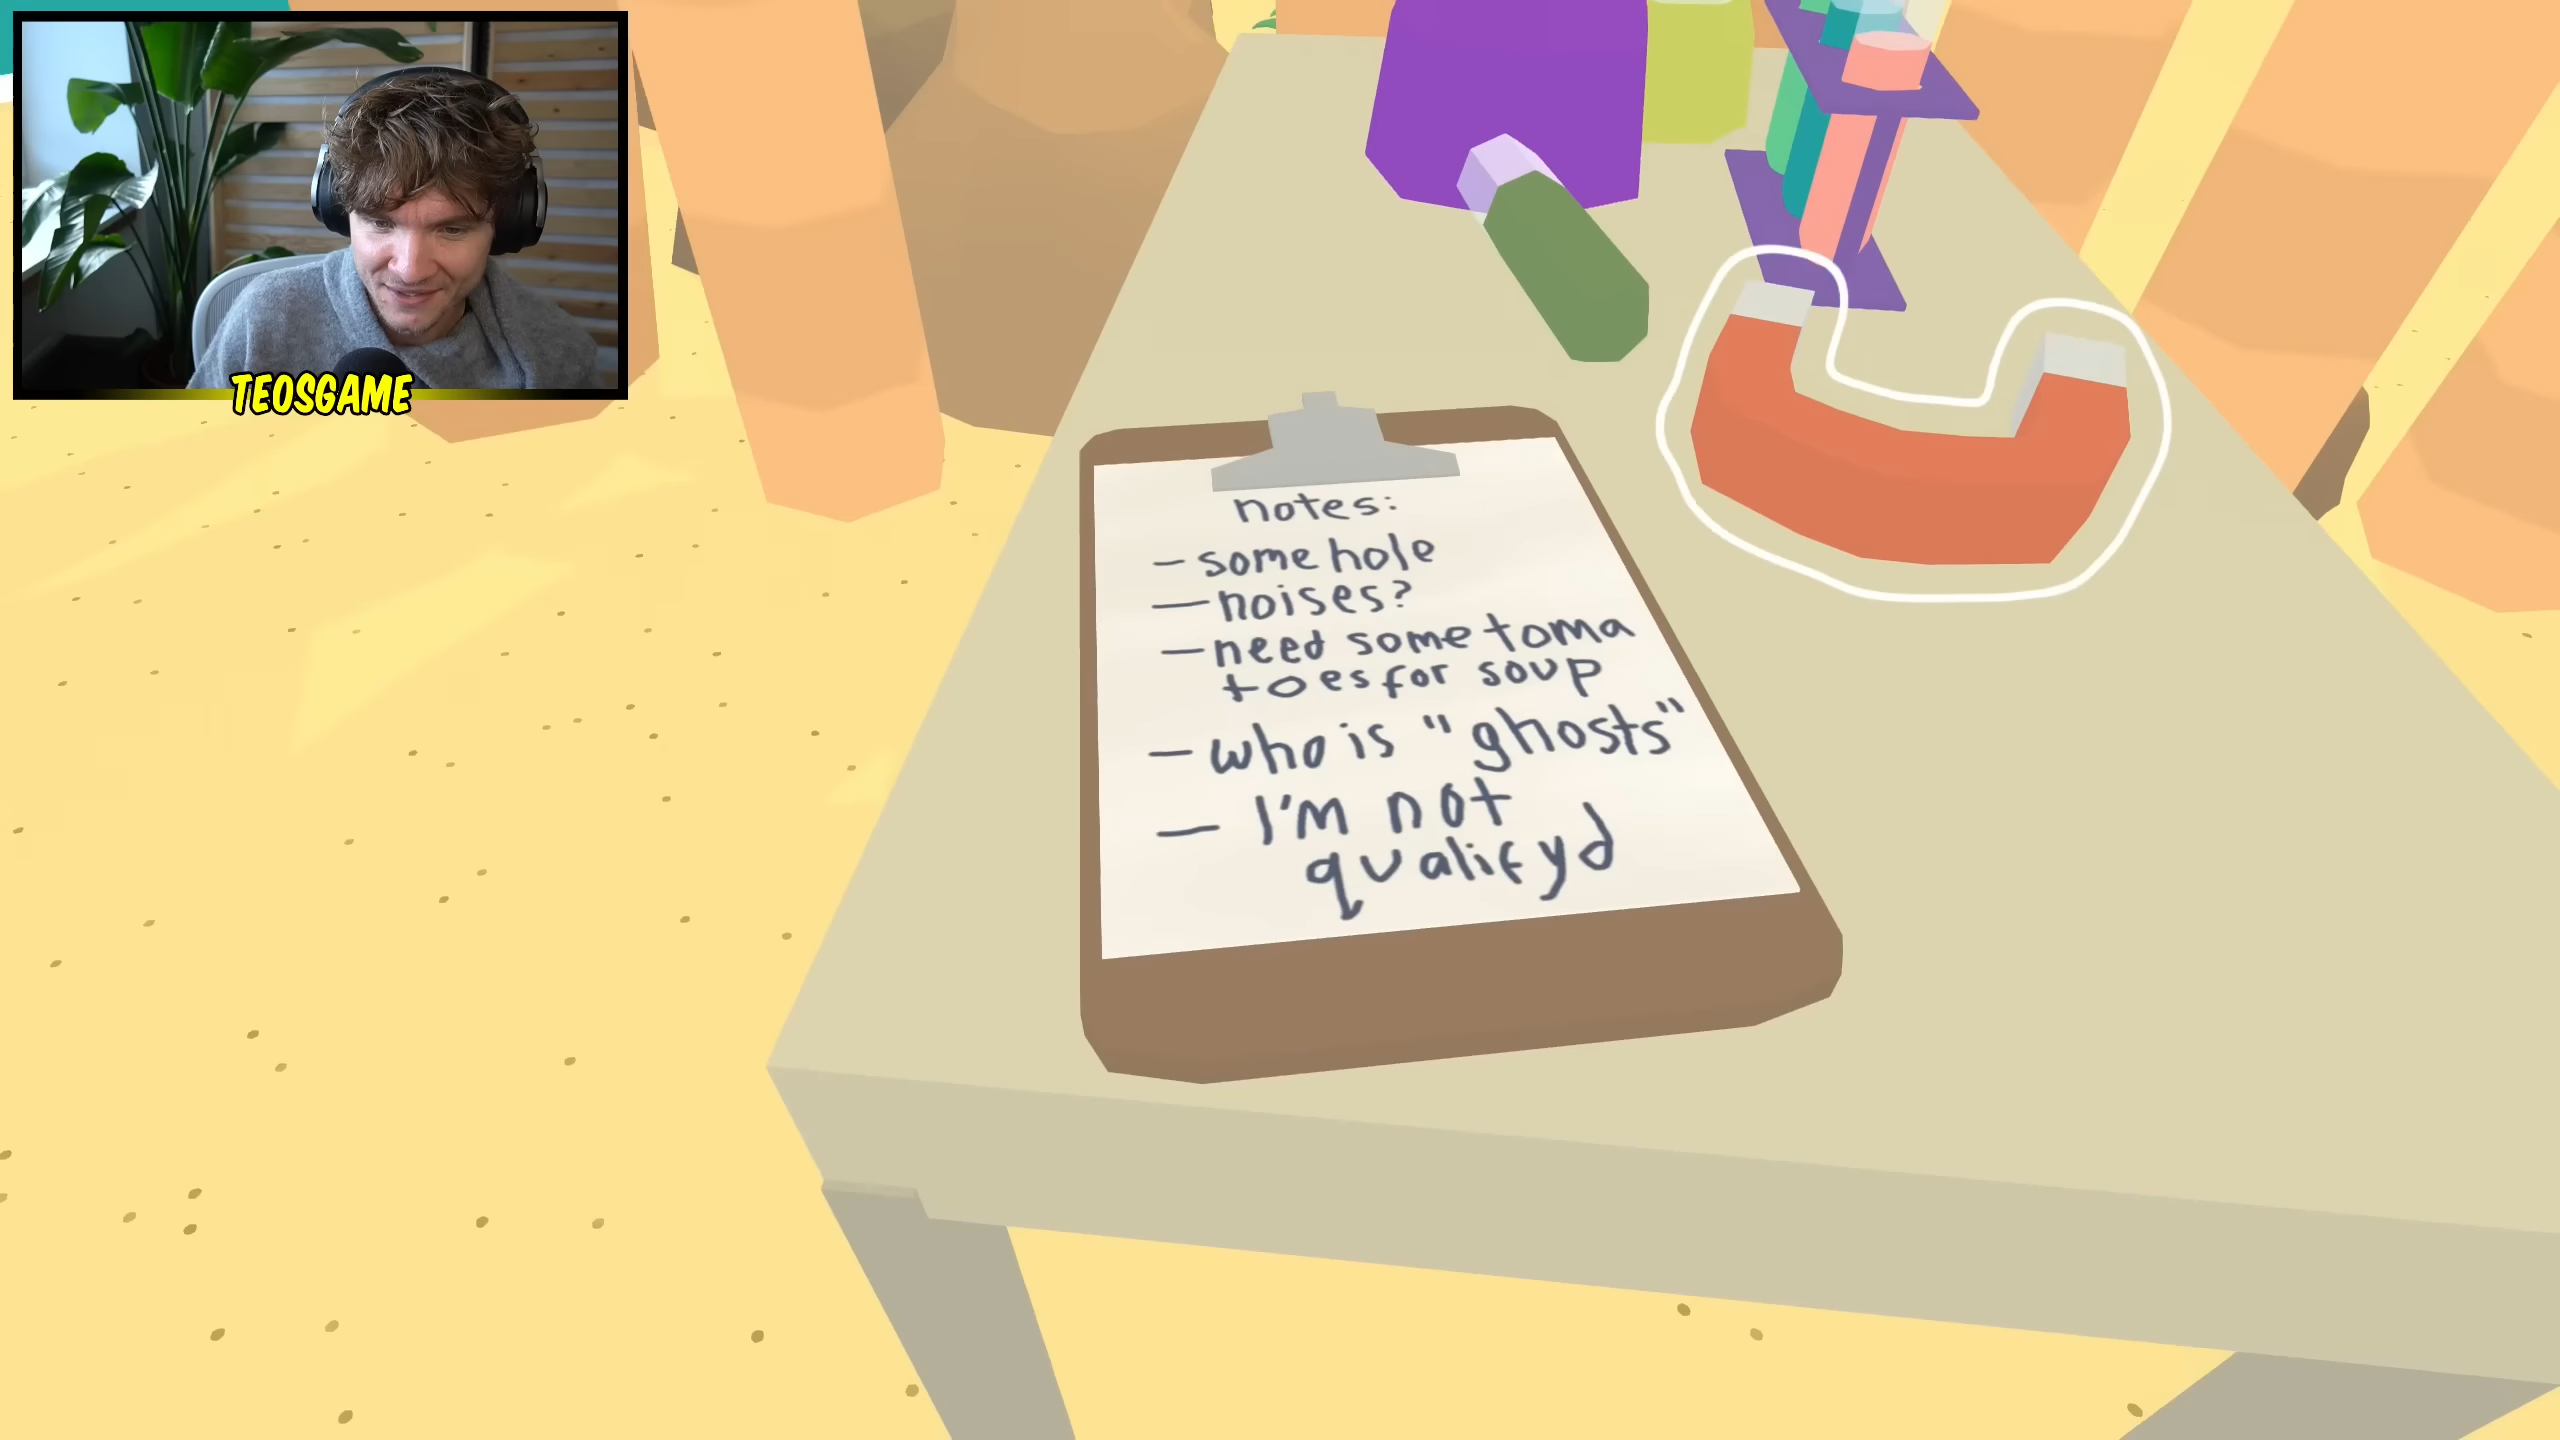 TEOSGAME
notes:
- some hole
- noises?
- need some toma
toes for soup
- who is "ghosts"
- I'm not
qualifyd